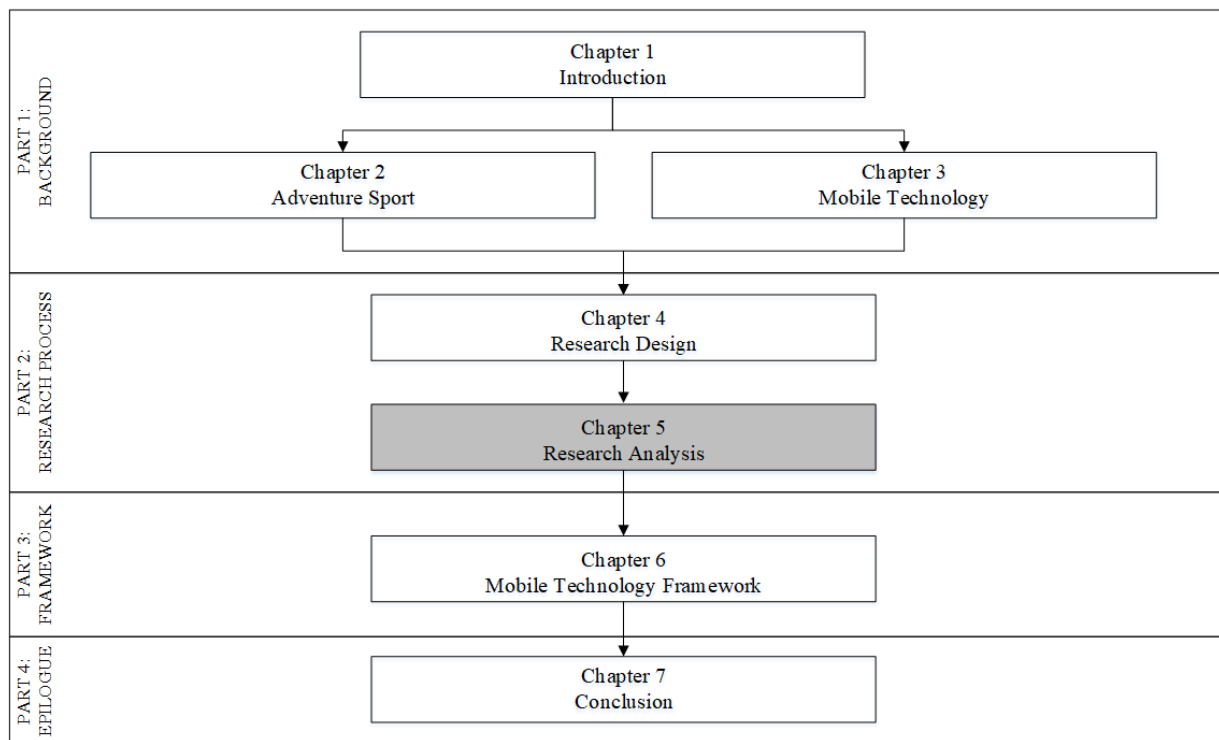 PART 1:
BACKGROUND
Chapter 1
Introduction
Chapter 2
Adventure Sport
Chapter 3
Mobile Technology
PART 2:
RESEARCH PROCESS
Chapter 4
Research Design
Chapter 5
Research Analysis
PART 3:
FRAMEWORK
Chapter 6
Mobile Technology Framework
PART 4:
EPILOGUE
Chapter 7
Conclusion